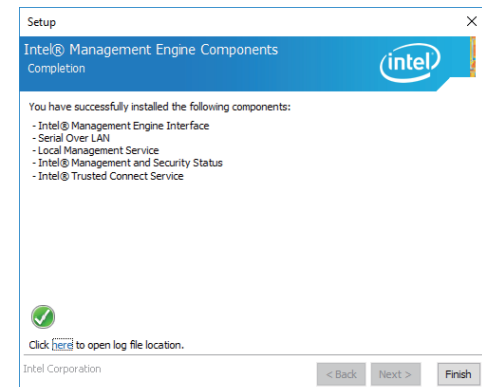 Setup
Intel® Management Engine Components
Completion
intel
You have successfully installed the following components:
- Intel® Management Engine Interface
- Serial Over LAN
- Local Management Service
- Intel® Management and Security Status
- Intel® Trusted Connect Service
Click here to open log file location.
Intel Corporation
< Back Next > Finish